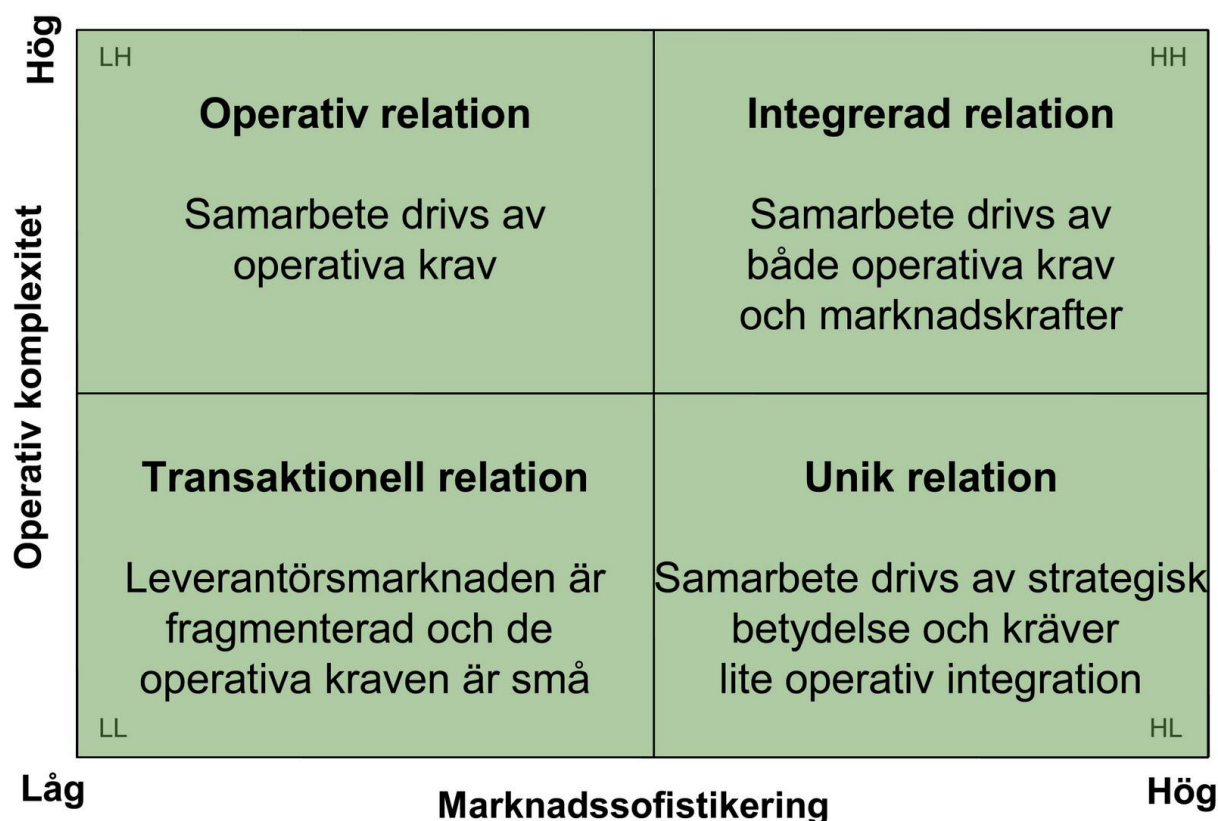 Hög
Operativ komplexitet
LH
Operativ relation
Samarbete drivs av
operativa krav
HH
Integrerad relation
Samarbete drivs av
både operativa krav
och marknadskrafter
Transaktionell relation
Leverantörsmarknaden är
fragmenterad och de
operativa kraven är små
LL
Unik relation
Samarbete drivs av strategisk
betydelse och kräver
lite operativ integration
HL
Låg
Marknadssofistikering
Hög